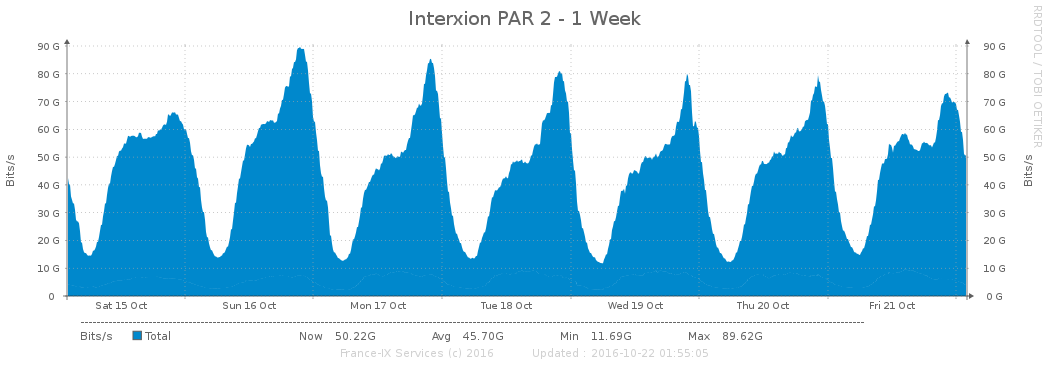 Interxion PAR 2 - 1 Week
RRDTOOL / TOBI OETIKER
Bits/s
Bits/s
90 G 90 G
80 G 80 G
70 G 70 G
60 G 60 G
50 G 50 G
40 G 40 G
30 G 30 G
20 G 20 G
10 G 10 G
0 0 G
Sat 15 Oct Sun 16 Oct Mon 17 Oct Tue 18 Oct Wed 19 Oct Thu 20 Oct Fri 21 Oct
Bits/s Total Now 50.22G Avg 45.70G Min 11.69G Max 89.62G
France-IX Services (c) 2016 Updated : 2016-10-22 01:55:05